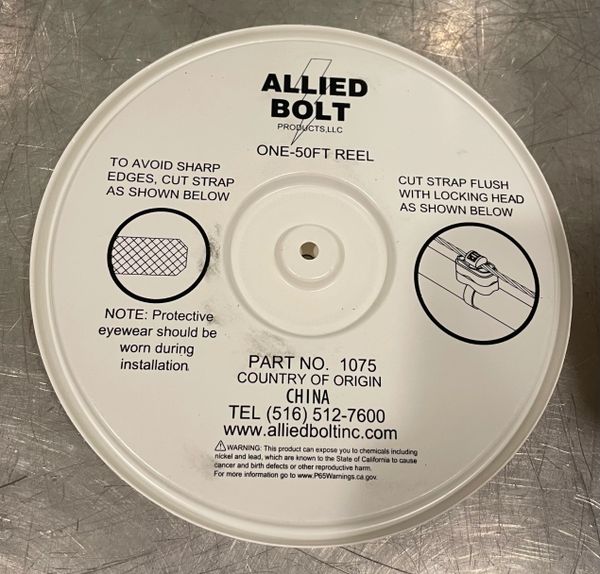 ALLIED
BOLT
PRODUCTS,LLC
ONE-50FT REEL
TO AVOID SHARP
EDGES, CUT STRAP
AS SHOWN BELOW
CUT STRAP FLUSH
WITH LOCKING HEAD
AS SHOWN BELOW
NOTE: Protective
eyewear should be
worn during
installation.
PART NO. 1075
COUNTRY OF ORIGIN
CHINA
TEL (516) 512-7600
www.alliedboltinc.com
WARNING: This product can expose you to chemicals including
nickel and lead, which are known to the State of California to cause
cancer and birth defects or other reproductive harm.
For more information go to www.P65Warnings.ca.gov.